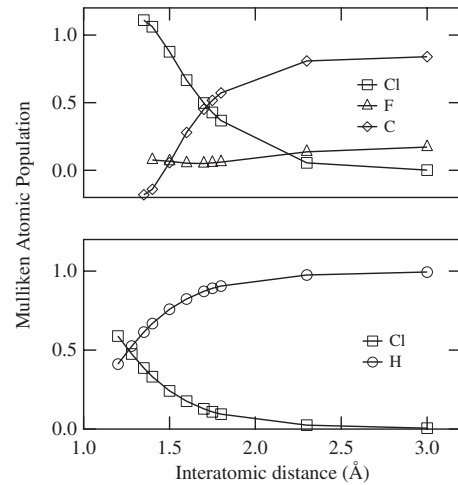 Mulliken Atomic Population
1.0
0.5
0.0
Cl
F
C
1.0
0.5
0.0
Cl
H
1.0 1.5 2.0 2.5 3.0
Interatomic distance (Å)